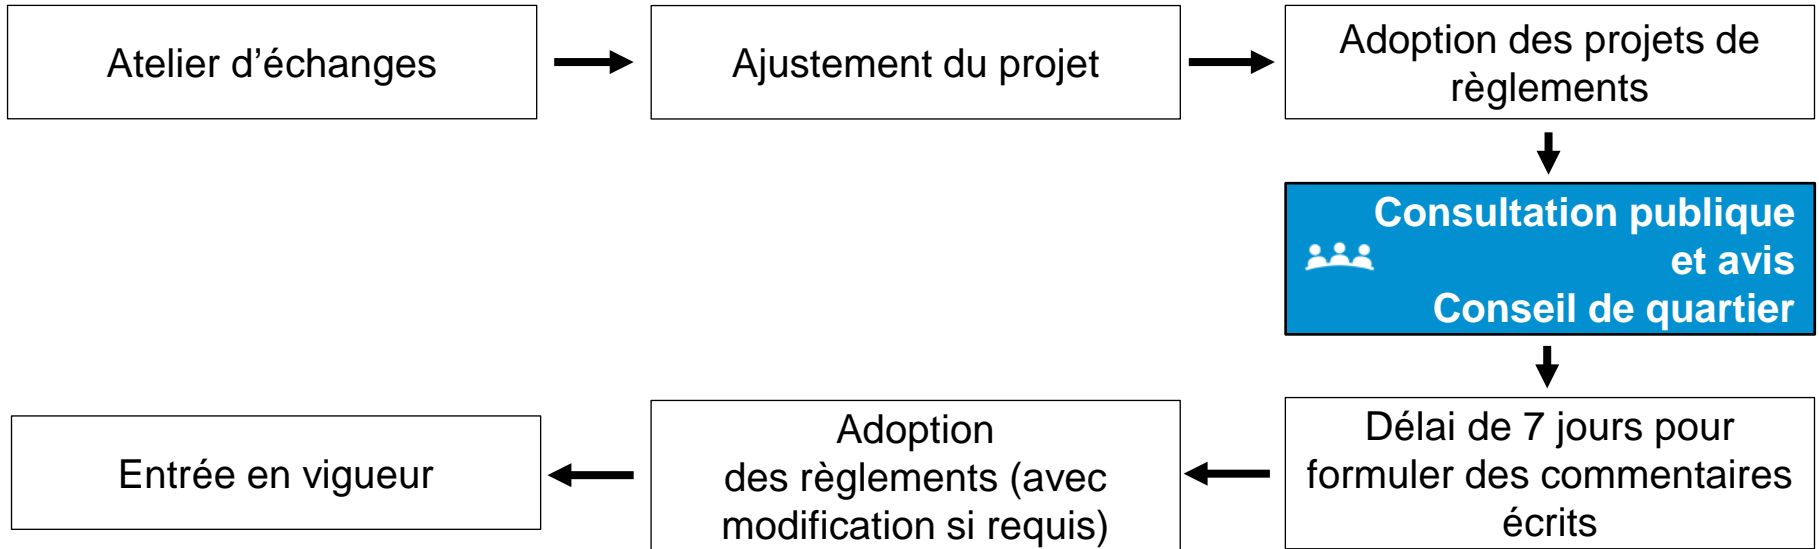 Atelier d’échanges
Ajustement du projet
Adoption des projets de
règlements
Consultation publique
et avis
Conseil de quartier
Délai de 7 jours pour
formuler des commentaires
écrits
Adoption
des règlements (avec
modification si requis)
Entrée en vigueur